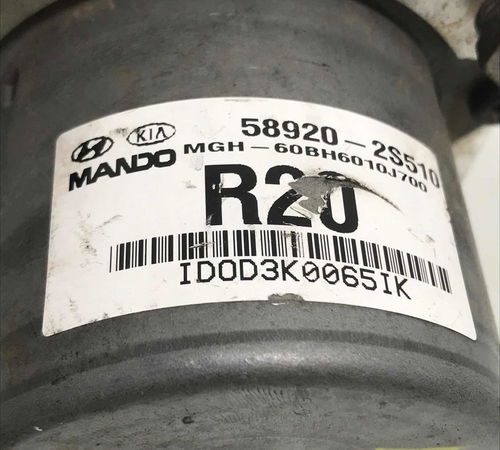 KIA 58920-2S510
MANDO MGH-60BH6010J700
R20
IDOD3K0065IK